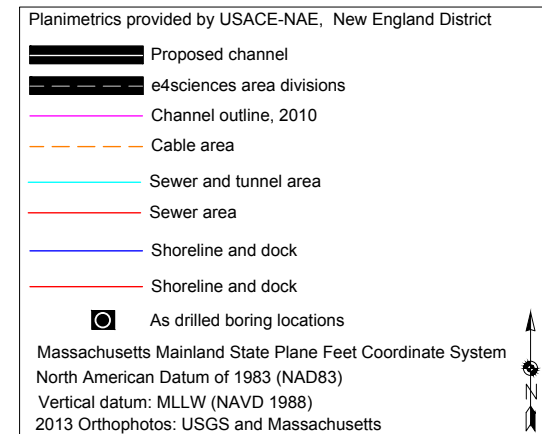 Planimetrics provided by USACE-NAE, New England District
Proposed channel
e4sciences area divisions
Channel outline, 2010
Cable area
Sewer and tunnel area
Sewer area
Shoreline and dock
Shoreline and dock
As drilled boring locations
Massachusetts Mainland State Plane Feet Coordinate System
North American Datum of 1983 (NAD83)
Vertical datum: MLLW (NAVD 1988)
2013 Orthophotos: USGS and Massachusetts
N